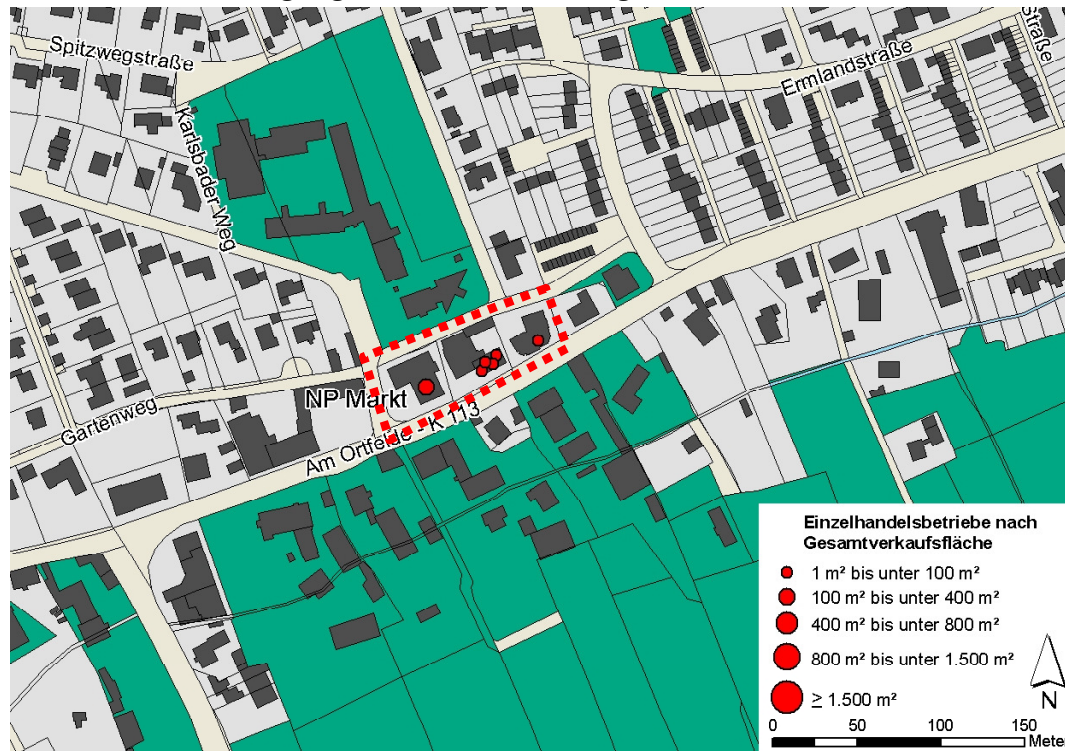 Spitzwegstraße
Straße
Ermlandstraße
Karlsbader Weg
NP Markt
Gartenweg
Am Ortfelde - K 113
Einzelhandelsbetriebe nach
Gesamtverkaufsfläche
1 m² bis unter 100 m²
100 m² bis unter 400 m²
400 m² bis unter 800 m²
800 m² bis unter 1.500 m²
≥ 1.500 m²
N
0 50 100 150
Meter